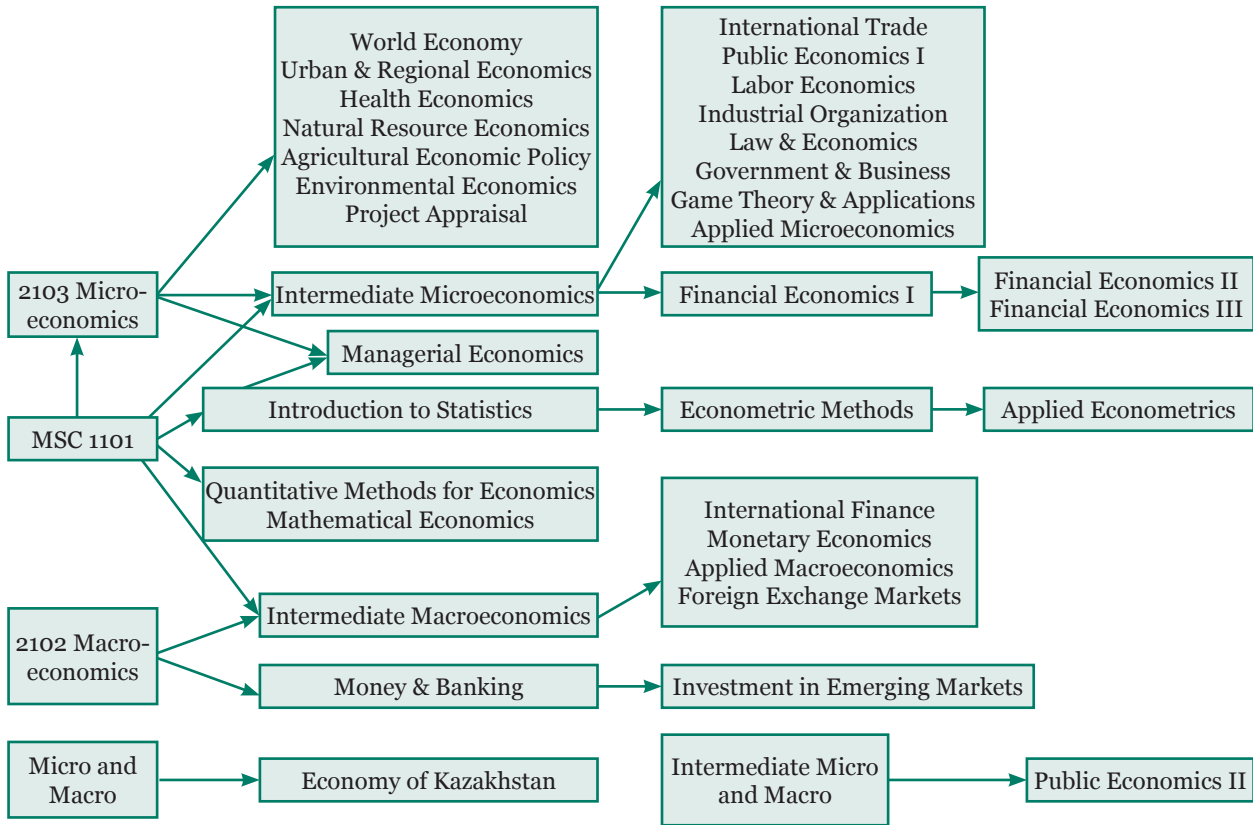 World Economy
Urban & Regional Economics
Health Economics
Natural Resource Economics
Agricultural Economic Policy
Environmental Economics
Project Appraisal
International Trade
Public Economics I
Labor Economics
Industrial Organization
Law & Economics
Government & Business
Game Theory & Applications
Applied Microeconomics
2103 Micro-
economics
Intermediate Microeconomics
Financial Economics I
Financial Economics II
Financial Economics III
Managerial Economics
MSC 1101
Introduction to Statistics
Econometric Methods
Applied Econometrics
Quantitative Methods for Economics
Mathematical Economics
International Finance
Monetary Economics
Applied Macroeconomics
Foreign Exchange Markets
2102 Macro-
economics
Intermediate Macroeconomics
Money & Banking
Investment in Emerging Markets
Micro and
Macro
Economy of Kazakhstan
Intermediate Micro
and Macro
Public Economics II